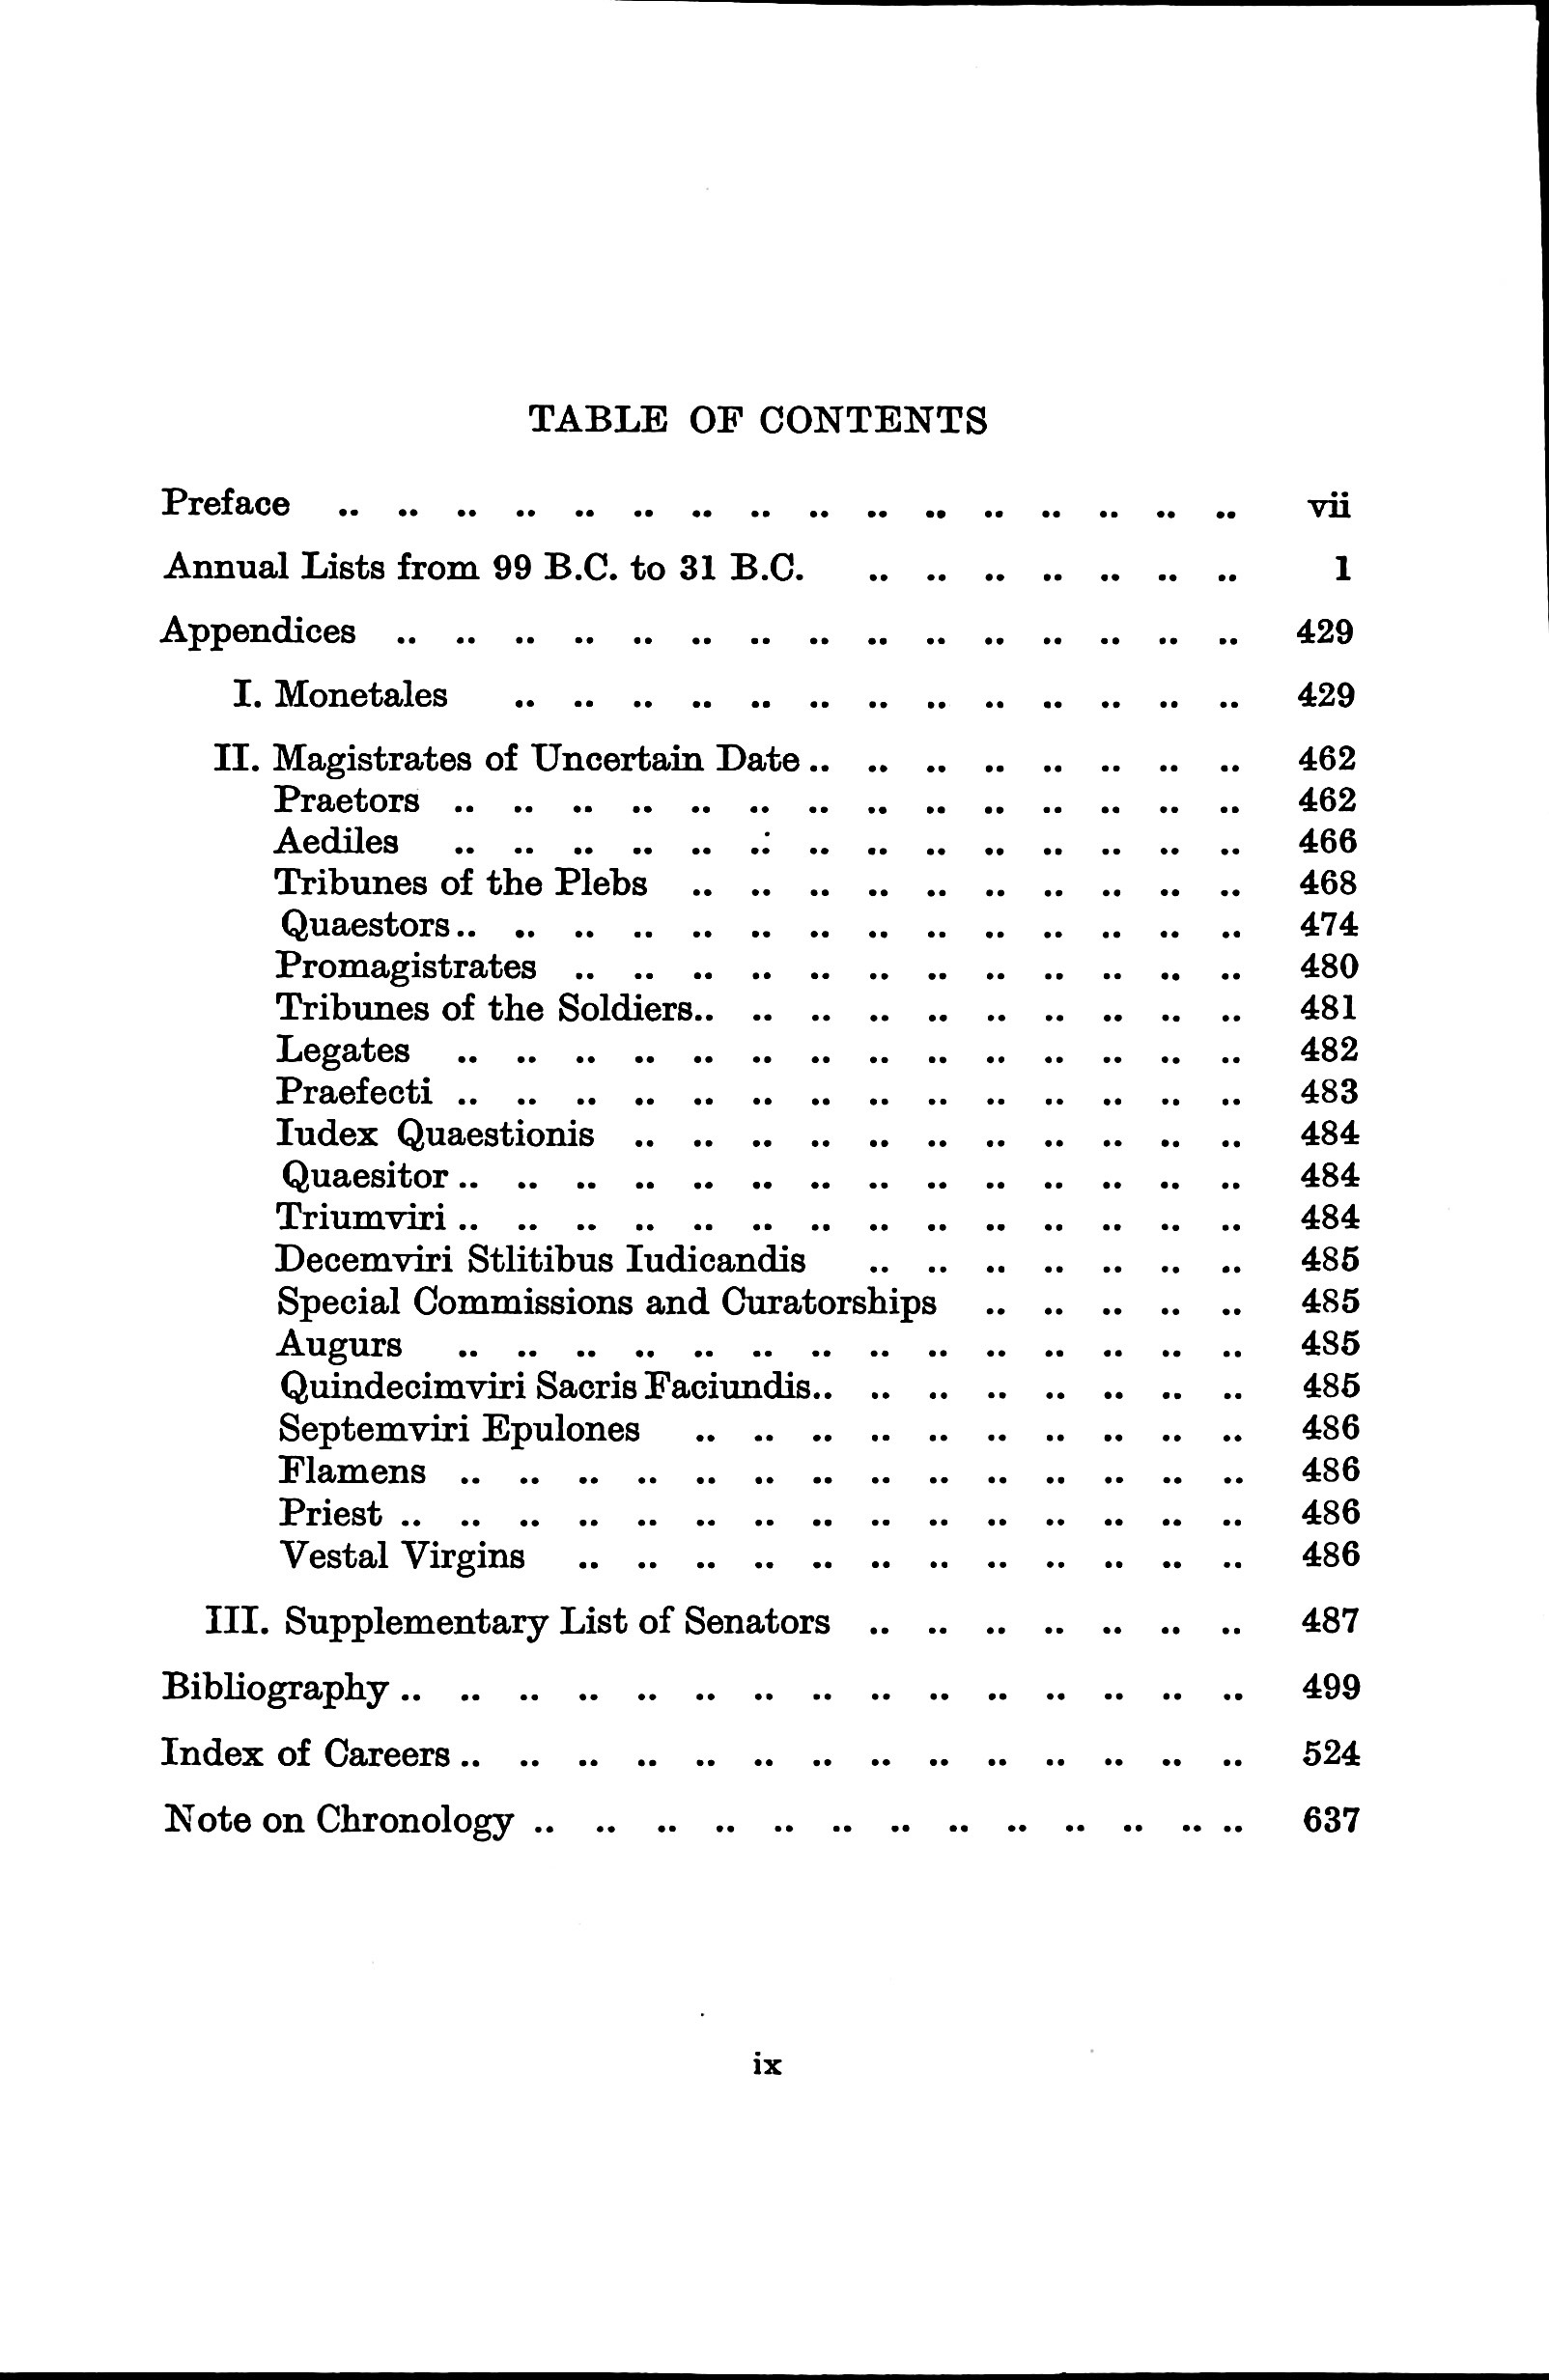 TABLE OF CONTENTS
Preface .. .. .. .. .. .. .. .. .. .. .. .. .. .. .. .. vii
Annual Lists from 99 B.C. to 31 B.C. .. .. .. .. .. .. .. 1
Appendices .. .. .. .. .. .. .. .. .. .. .. .. .. .. .. 429
I. Monetales .. .. .. .. .. .. .. .. .. .. .. .. .. 429
II. Magistrates of Uncertain Date .. .. .. .. .. .. .. .. 462
Praetors .. .. .. .. .. .. .. .. .. .. .. .. .. .. 462
Aediles .. .. .. .. .. .. .. .. .. .. .. .. .. .. 466
Tribunes of the Plebs .. .. .. .. .. .. .. .. .. .. 468
Quaestors .. .. .. .. .. .. .. .. .. .. .. .. .. .. 474
Promagistrates .. .. .. .. .. .. .. .. .. .. .. .. 480
Tribunes of the Soldiers .. .. .. .. .. .. .. .. .. .. 481
Legates .. .. .. .. .. .. .. .. .. .. .. .. .. .. 482
Praefecti .. .. .. .. .. .. .. .. .. .. .. .. .. .. 483
Iudex Quaestionis .. .. .. .. .. .. .. .. .. .. .. 484
Quaesitor .. .. .. .. .. .. .. .. .. .. .. .. .. .. 484
Triumviri .. .. .. .. .. .. .. .. .. .. .. .. .. .. 484
Decemviri Stlitibus Iudicandis .. .. .. .. .. .. .. 485
Special Commissions and Curatorships .. .. .. .. .. 485
Augurs .. .. .. .. .. .. .. .. .. .. .. .. .. .. 485
Quindecimviri Sacris Faciundis .. .. .. .. .. .. .. .. 485
Septemviri Epulones .. .. .. .. .. .. .. .. .. .. 486
Flamens .. .. .. .. .. .. .. .. .. .. .. .. .. .. 486
Priest .. .. .. .. .. .. .. .. .. .. .. .. .. .. .. 486
Vestal Virgins .. .. .. .. .. .. .. .. .. .. .. .. 486
III. Supplementary List of Senators .. .. .. .. .. .. .. 487
Bibliography .. .. .. .. .. .. .. .. .. .. .. .. .. .. .. 499
Index of Careers .. .. .. .. .. .. .. .. .. .. .. .. .. .. 524
Note on Chronology .. .. .. .. .. .. .. .. .. .. .. .. .. 637
ix